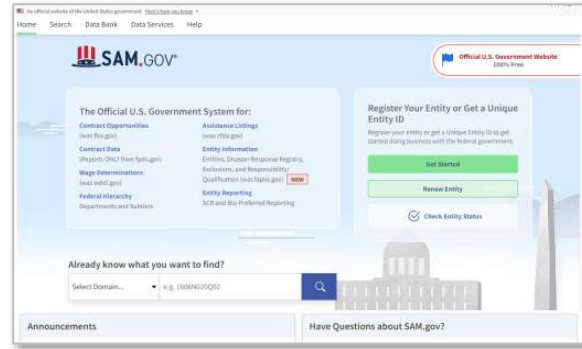 An official website of the United States government Here's how you know
Home Search Data Bank Data Services Help
SAM.GOV®
Official U.S. Government Website
100% Free
The Official U.S. Government System for:
Contract Opportunities
(was fbo.gov)
Contract Data
(Reports ONLY from fpds.gov)
Wage Determinations
(was wdol.gov)
Federal Hierarchy
Departments and Subtiers
Assistance Listings
(was cfda.gov)
Entity Information
Entities, Disaster Response Registry,
Exclusions, and Responsibility/
Qualification (was fapiis.gov) NEW
Entity Reporting
SCR and Bio-Preferred Reporting
Register Your Entity or Get a Unique
Entity ID
Register your entity or get a Unique Entity ID to get
started doing business with the federal government.
Get Started
Renew Entity
Check Entity Status
Already know what you want to find?
Select Domain... e.g. 1606N020Q02
Announcements
Have Questions about SAM.gov?